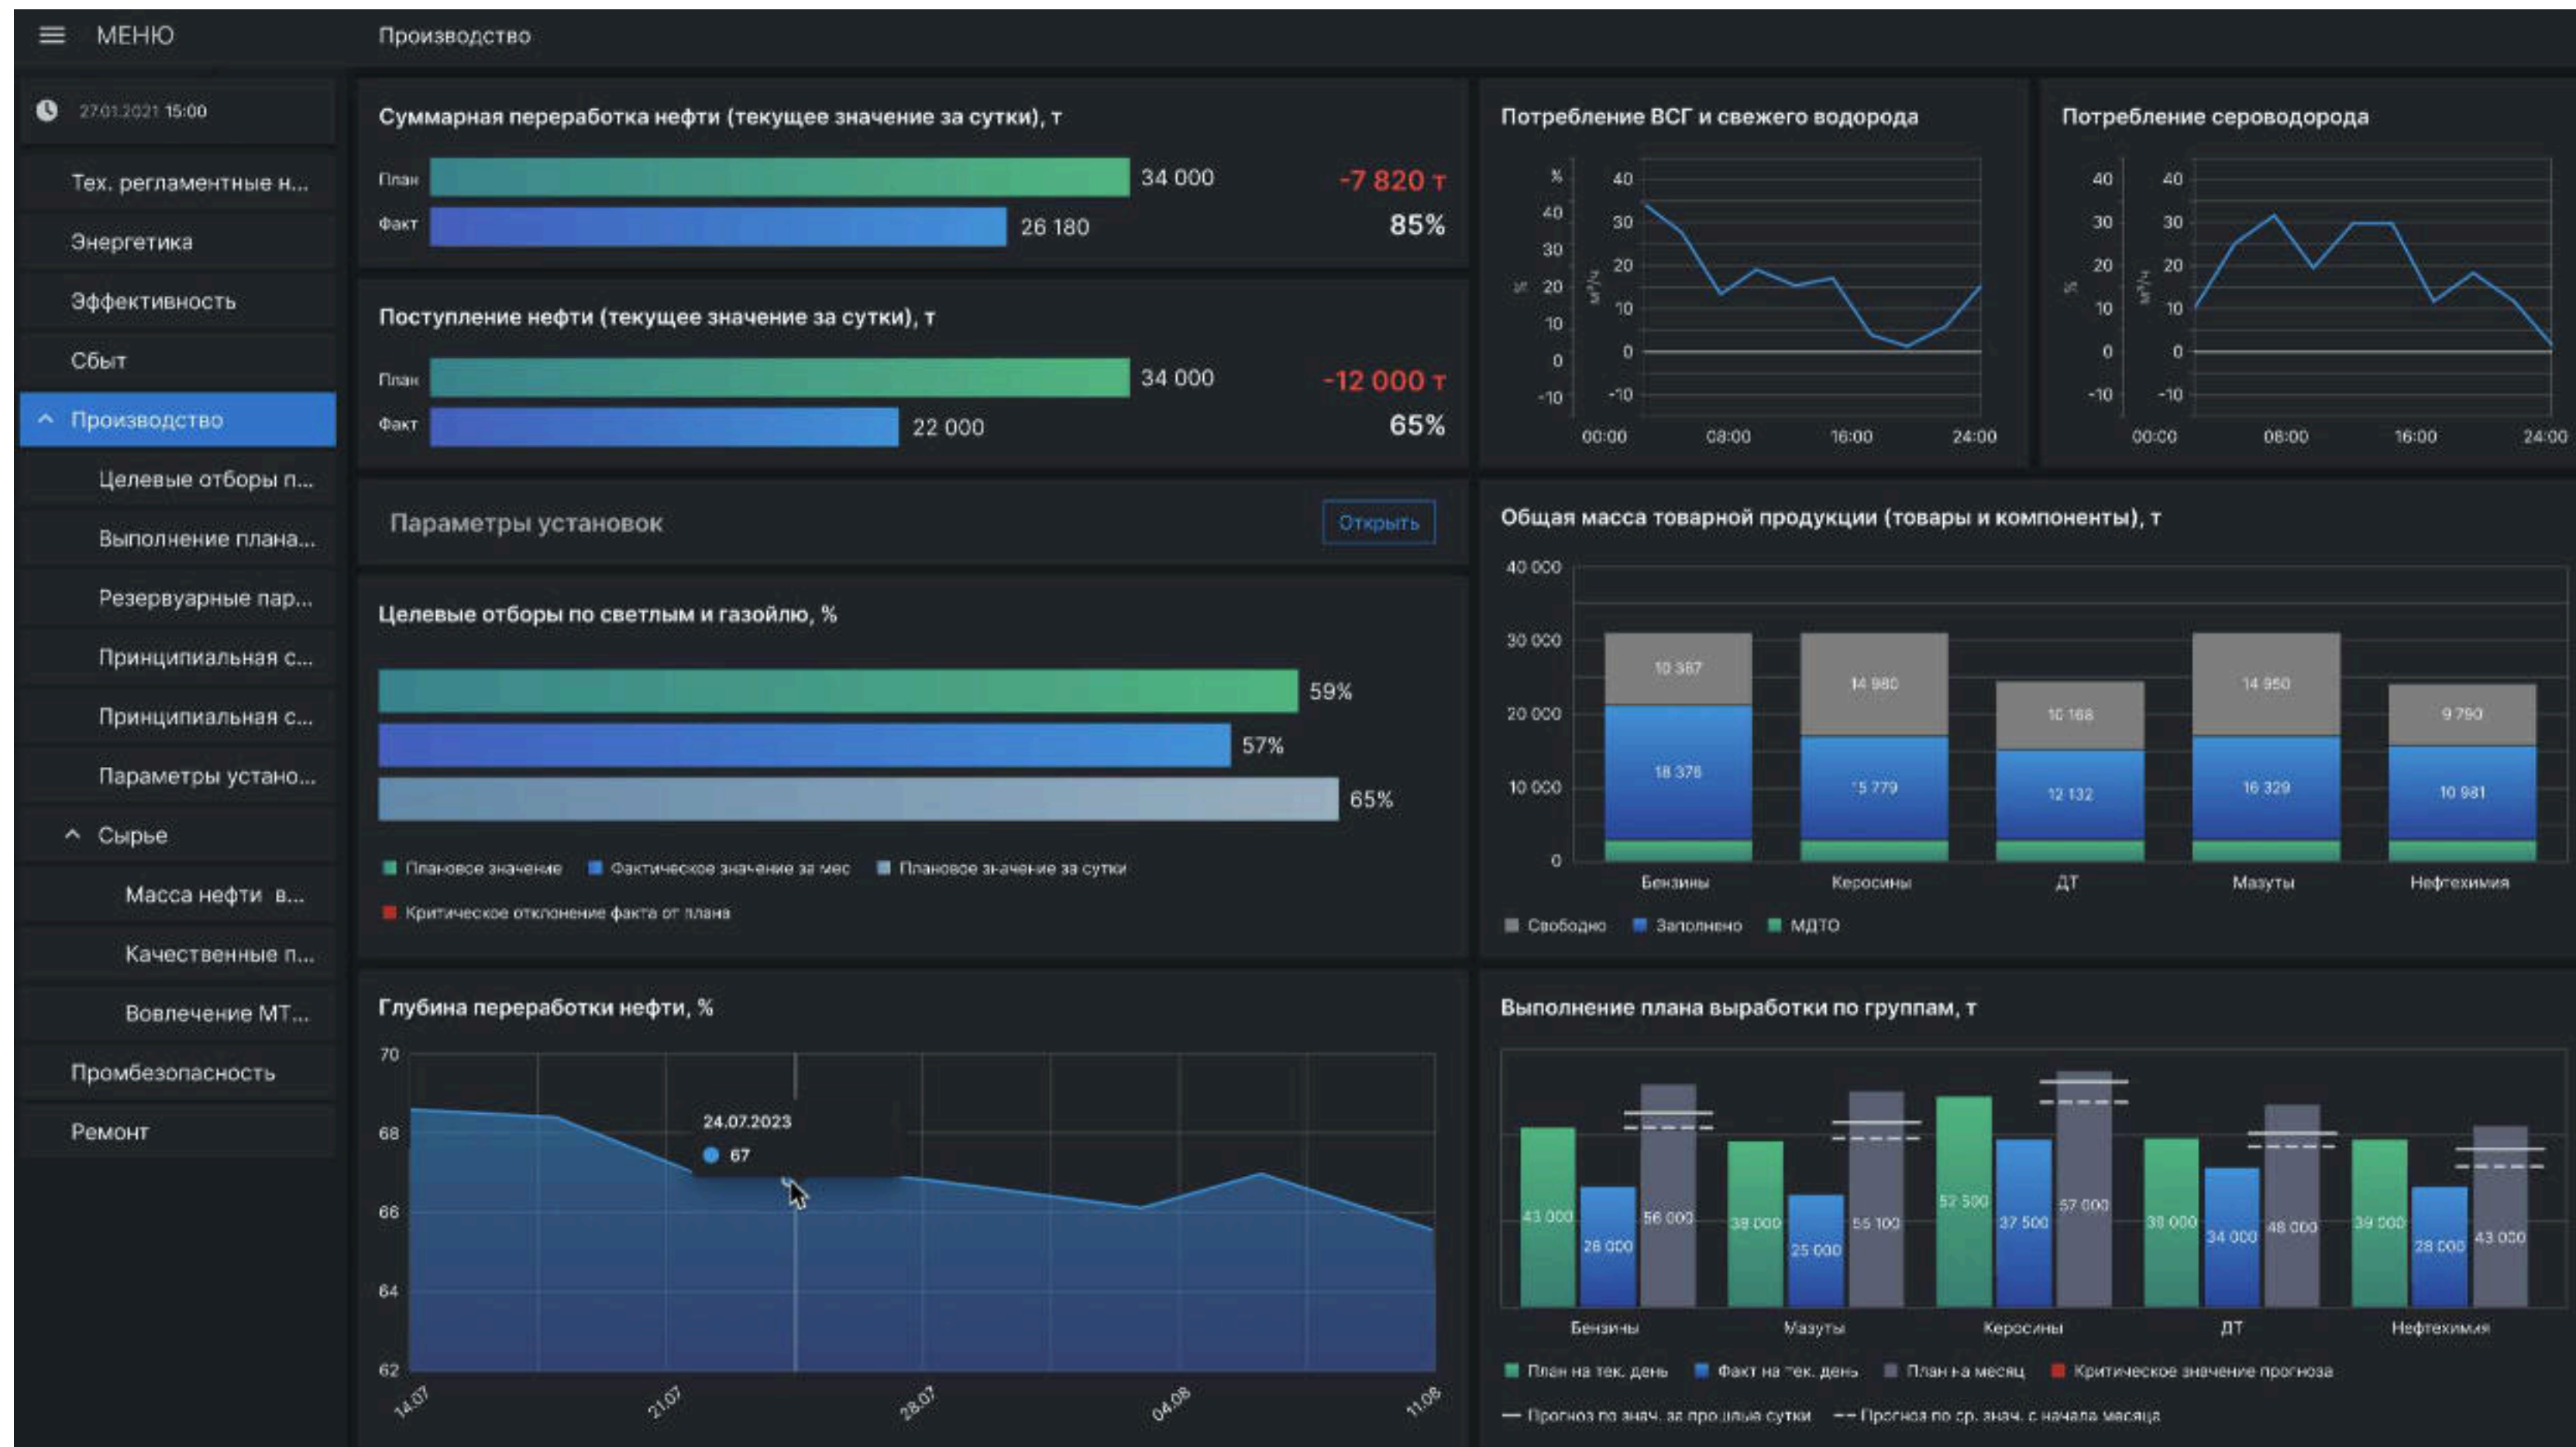 МЕНЮ
Производство
27.01.2021 15:00
Тех. регламентные н...
Энергетика
Эффективность
Сбыт
Производство
Целевые отборы п...
Выполнение плана...
Резервуарные пар...
Принципиальная с...
Принципиальная с...
Параметры устано...
Сырье
Масса нефти в...
Качественные п...
Вовлечение МТ...
Промбезопасность
Ремонт
Суммарная переработка нефти (текущее значение за сутки), т
План 34 000 -7 820 т
Факт 26 180 85%
Поступление нефти (текущее значение за сутки), т
План 34 000 -12 000 т
Факт 22 000 65%
Параметры установок
Открыть
Целевые отборы по светлым и газойлю, %
59%
57%
65%
Плановое значение Фактическое значение за мес Плановое значение за сутки
Критическое отклонение факта от плана
Глубина переработки нефти, %
70
68
66
64
62
24.07.2023
67
14.07 21.07 28.07 04.08 11.08
Потребление ВСГ и свежего водорода
%
40
30
20
10
0
-10
%
м³/ч
40
30
20
10
0
-10
00:00 08:00 16:00 24:00
Потребление сероводорода
40
30
20
10
0
-10
%
м³/ч
40
30
20
10
0
-10
00:00 08:00 16:00 24:00
Общая масса товарной продукции (товары и компоненты), т
40 000
30 000
20 000
10 000
0
10 387 14 980 10 168 14 950 9 790
18 376 15 779 12 132 16 329 10 981
Бензины Керосины ДТ Мазуты Нефтехимия
Свободно Заполнено МДТО
Выполнение плана выработки по группам, т
43 000 28 000 56 000
38 000 25 000 55 100
52 500 37 500 57 000
38 000 34 000 48 000
39 000 28 000 43 000
Бензины Мазуты Керосины ДТ Нефтехимия
План на тек. день Факт на тек. день План на месяц Критическое значение прогноза
Прогноз по знач. за прошлые сутки Прогноз по ср. знач. с начала месяца